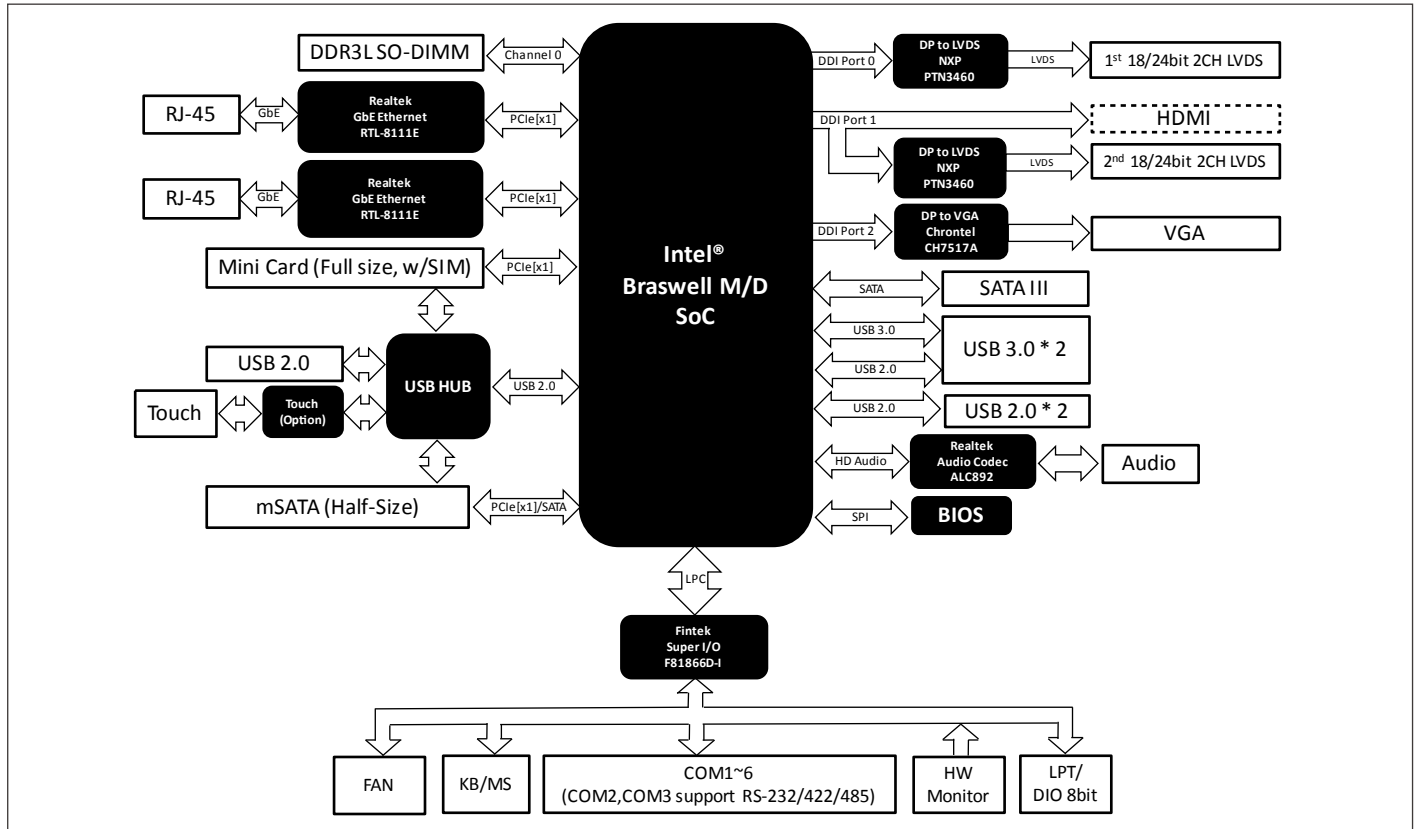 DDR3L SO-DIMM
Channel 0
RJ-45
GbE
Realtek
GbE Ethernet
RTL-8111E
PCIe[x1]
RJ-45
GbE
Realtek
GbE Ethernet
RTL-8111E
PCIe[x1]
Mini Card (Full size, w/SIM)
PCIe[x1]
USB 2.0
Touch
Touch
(Option)
USB HUB
USB 2.0
mSATA (Half-Size)
PCIe[x1]/SATA
Intel®
Braswell M/D
SoC
DDI Port 0
DP to LVDS
NXP
PTN3460
LVDS
1st 18/24bit 2CH LVDS
DDI Port 1
HDMI
DP to LVDS
NXP
PTN3460
LVDS
2nd 18/24bit 2CH LVDS
DDI Port 2
DP to VGA
Chrontel
CH7517A
VGA
SATA
SATA III
USB 3.0
USB 2.0
USB 3.0 * 2
USB 2.0
USB 2.0 * 2
HD Audio
Realtek
Audio Codec
ALC892
Audio
SPI
BIOS
LPC
Fintek
Super I/O
F81866D-I
FAN
KB/MS
COM1~6
(COM2,COM3 support RS-232/422/485)
HW
Monitor
LPT/
DIO 8bit